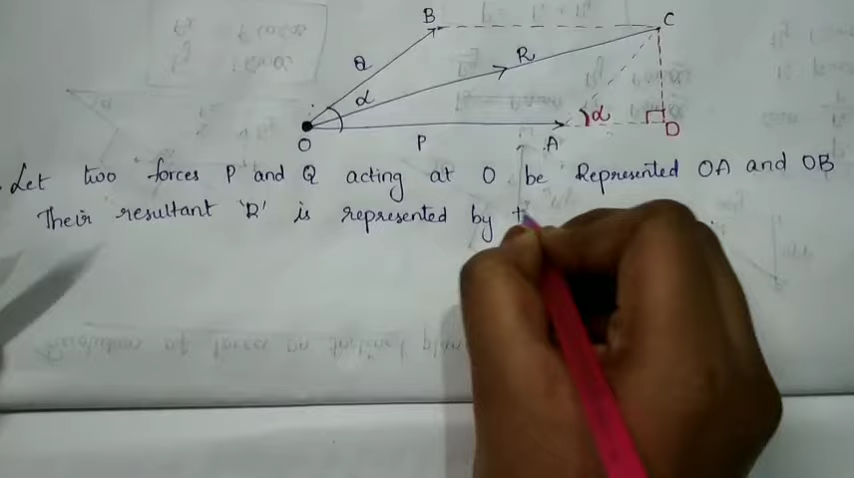 B
C
Q
R
α
α
O
P
A
D
Let two forces P and Q acting at O be Represented OA and OB
Their resultant 'R' is represented by t